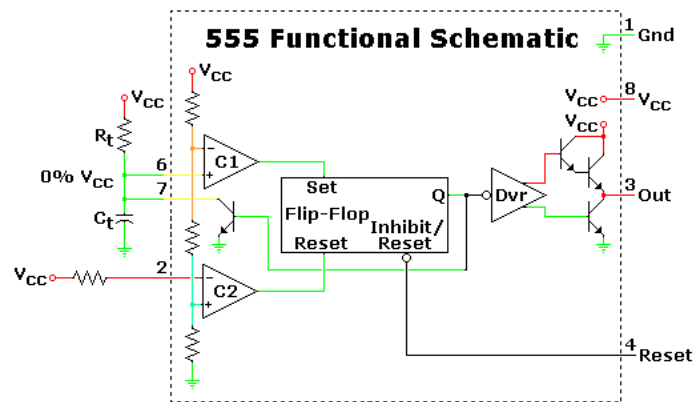 555 Functional Schematic
1 Gnd
VCC
8 VCC
VCC
VCC
VCC
Rt
0% VCC
6
7
Ct
-
+
C1
Set
Flip-Flop
Q
Inhibit/
Reset
Reset
Dvr
3 Out
VCC
2
-
+
C2
4 Reset